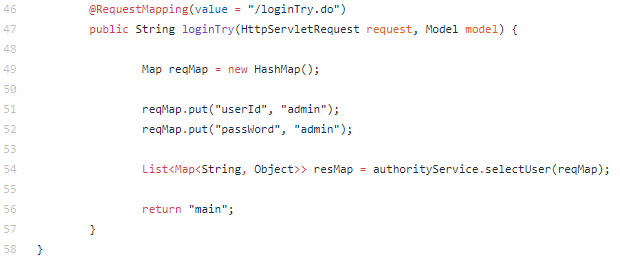 46 @RequestMapping(value = "/loginTry.do")
47 public String loginTry(HttpServletRequest request, Model model) {
48
49 Map reqMap = new HashMap();
50
51 reqMap.put("userId", "admin");
52 reqMap.put("passWord", "admin");
53
54 List<Map<String, Object>> resMap = authorityService.selectUser(reqMap);
55
56 return "main";
57 }
58 }